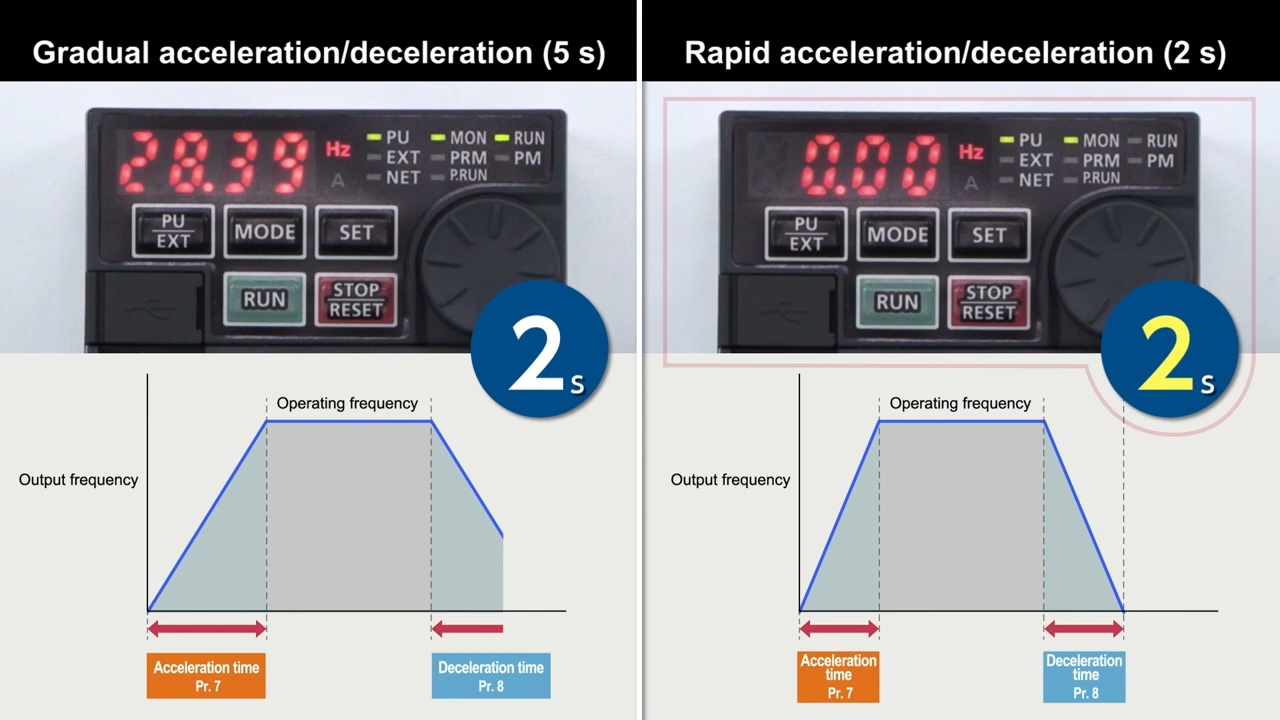 Gradual acceleration/deceleration (5 s)
28.39 Hz
A
PU
EXT
NET
MON
PRM
P.RUN
RUN
PM
PU
EXT
MODE
SET
RUN
STOP
RESET
2 s
Operating frequency
Output frequency
Acceleration time
Pr. 7
Deceleration time
Pr. 8
Rapid acceleration/deceleration (2 s)
0.00 Hz
A
PU
EXT
NET
MON
PRM
P.RUN
RUN
PM
PU
EXT
MODE
SET
RUN
STOP
RESET
2 s
Operating frequency
Output frequency
Acceleration
time
Pr. 7
Deceleration
time
Pr. 8